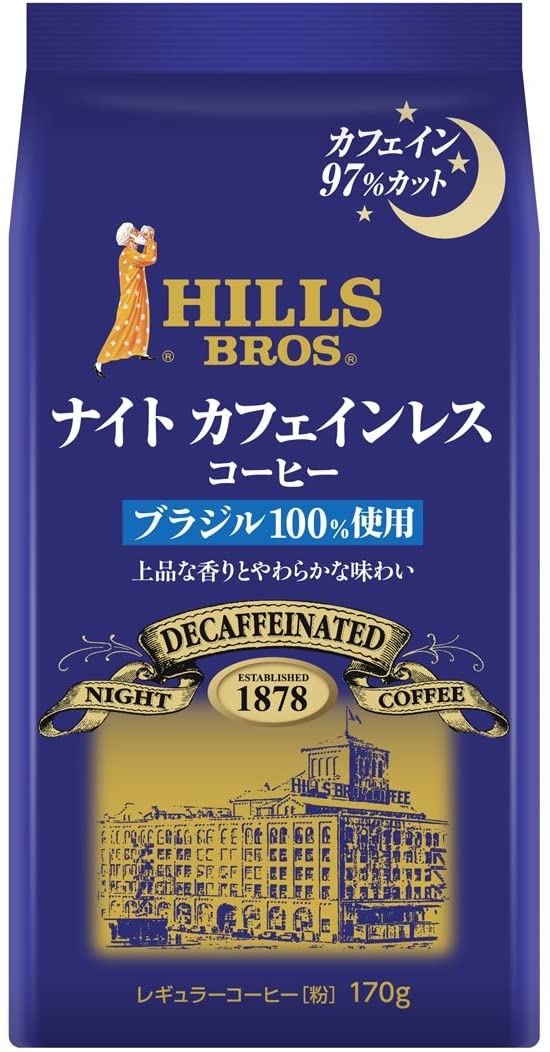 カフェイン
97%カット
HILLS
® BROS®
ナイト カフェインレス
コーヒー
ブラジル100%使用
上品な香りとやわらかな味わい
DECAFFEINATED
NIGHT
ESTABLISHED
1878
COFFEE
HILLS BROS COFFEE
レギュラーコーヒー[粉] 170g